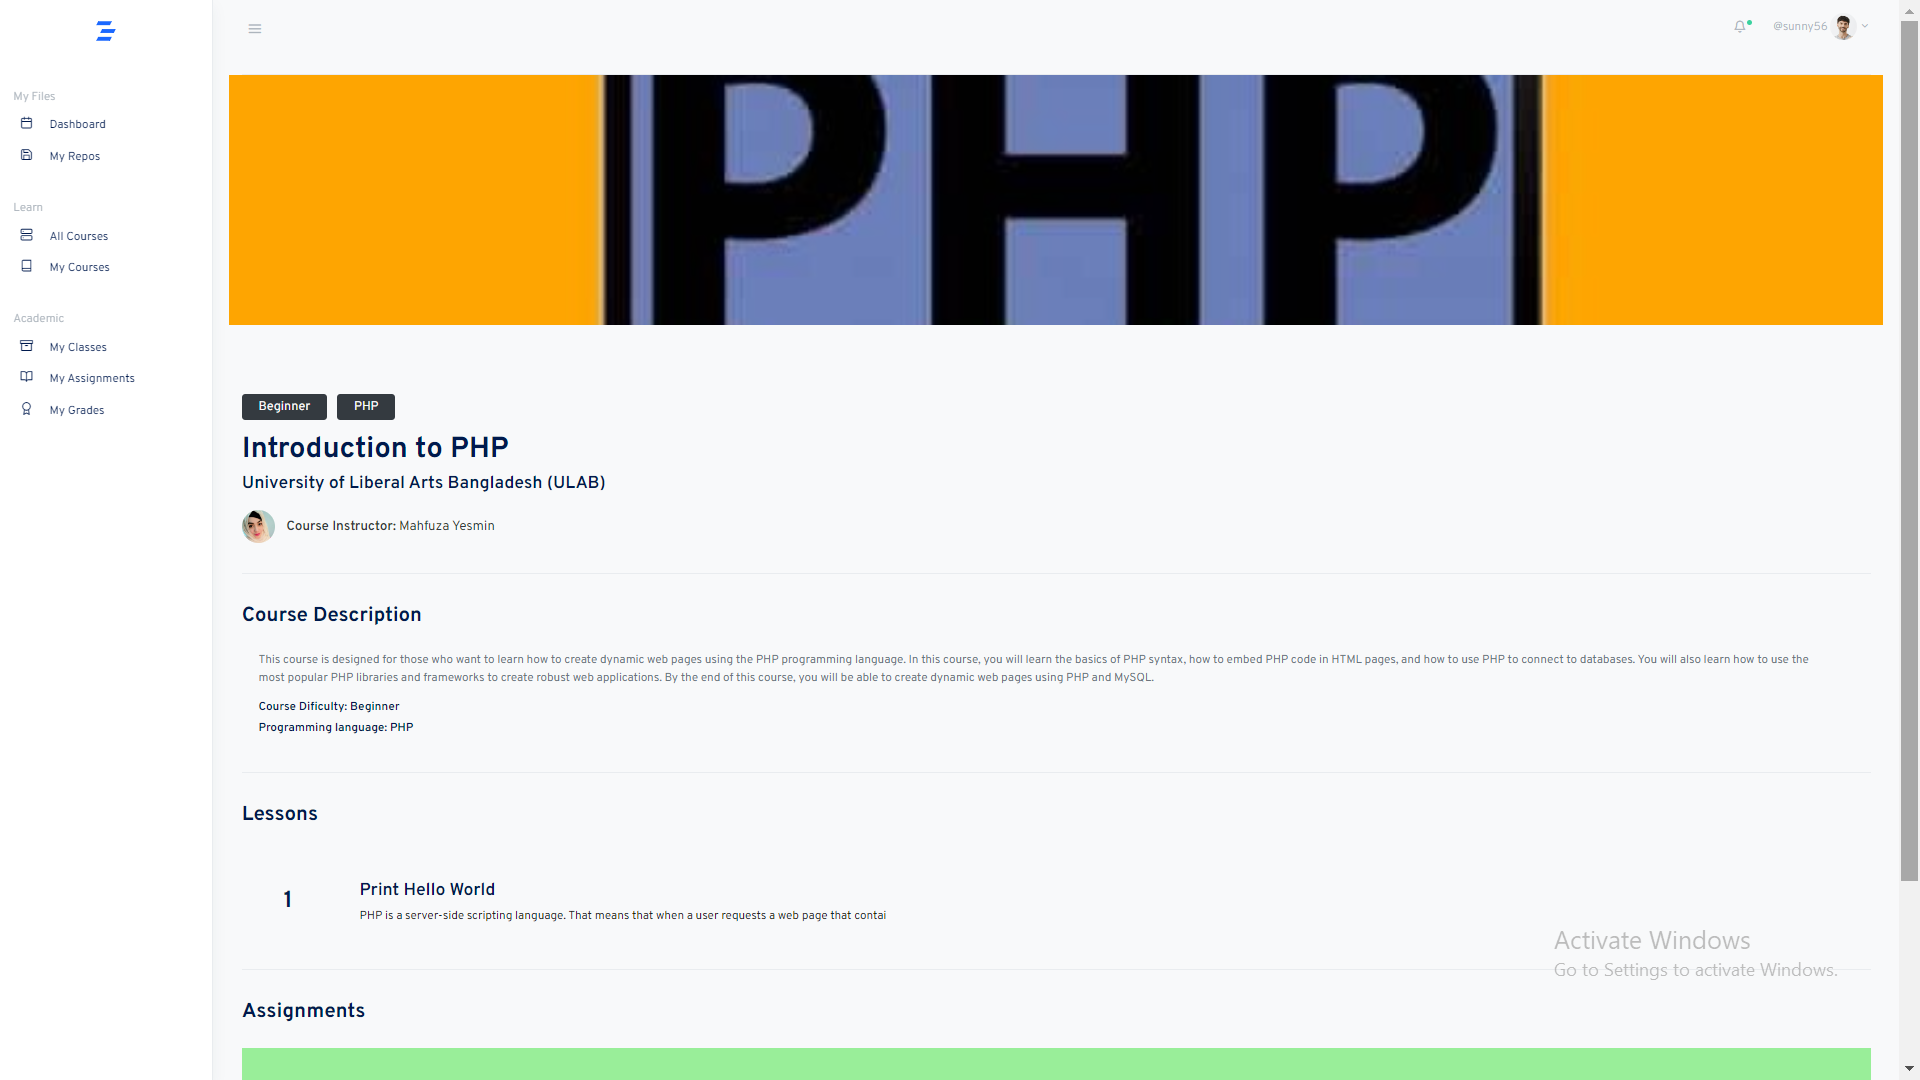 @sunny56
My Files
Dashboard
My Repos
Learn
All Courses
My Courses
Academic
My Classes
My Assignments
My Grades
PHP
Beginner
PHP
Introduction to PHP
University of Liberal Arts Bangladesh (ULAB)
Course Instructor: Mahfuza Yesmin
Course Description
This course is designed for those who want to learn how to create dynamic web pages using the PHP programming language. In this course, you will learn the basics of PHP syntax, how to embed PHP code in HTML pages, and how to use PHP to connect to databases. You will also learn how to use the
most popular PHP libraries and frameworks to create robust web applications. By the end of this course, you will be able to create dynamic web pages using PHP and MySQL.
Course Dificulty: Beginner
Programming language: PHP
Lessons
1
Print Hello World
PHP is a server-side scripting language. That means that when a user requests a web page that contai
Activate Windows
Go to Settings to activate Windows.
Assignments